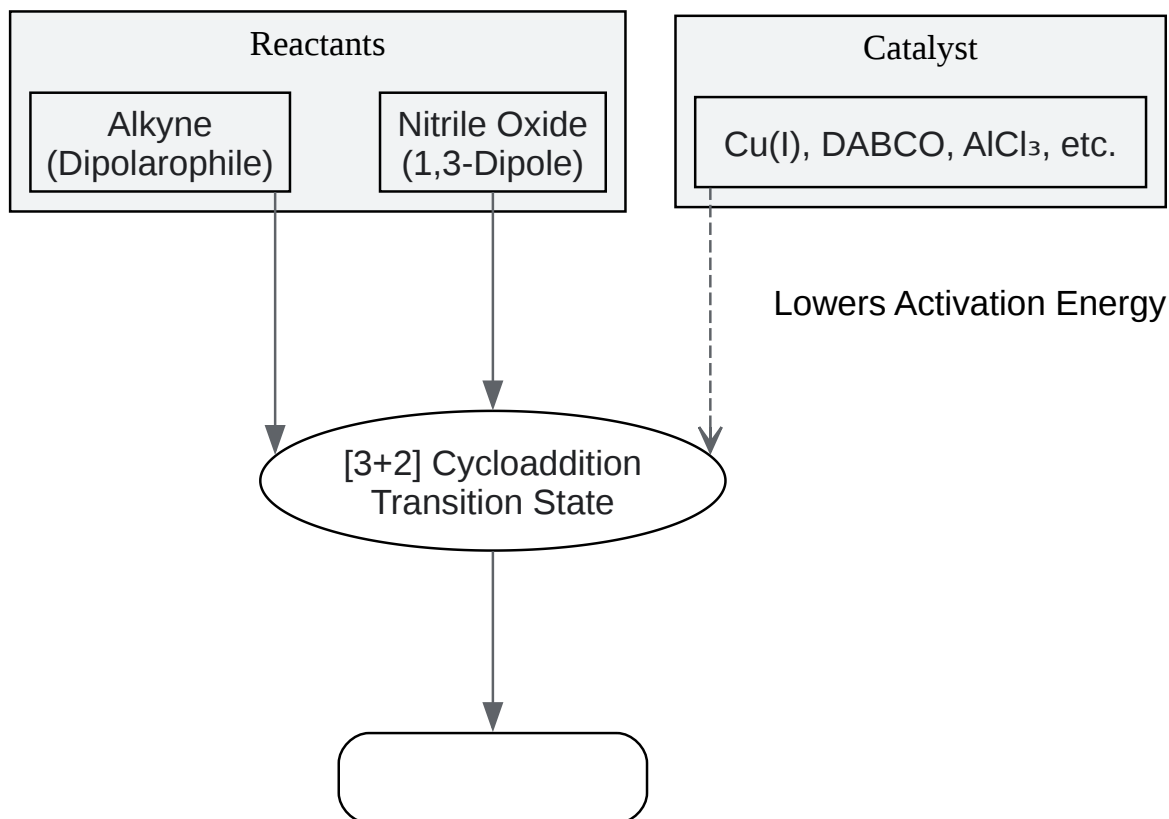 Reactants
Alkyne
(Dipolarophile)
Nitrile Oxide
(1,3-Dipole)
Catalyst
Cu(I), DABCO, AlCl₃, etc.
Lowers Activation Energy
[3+2] Cycloaddition
Transition State